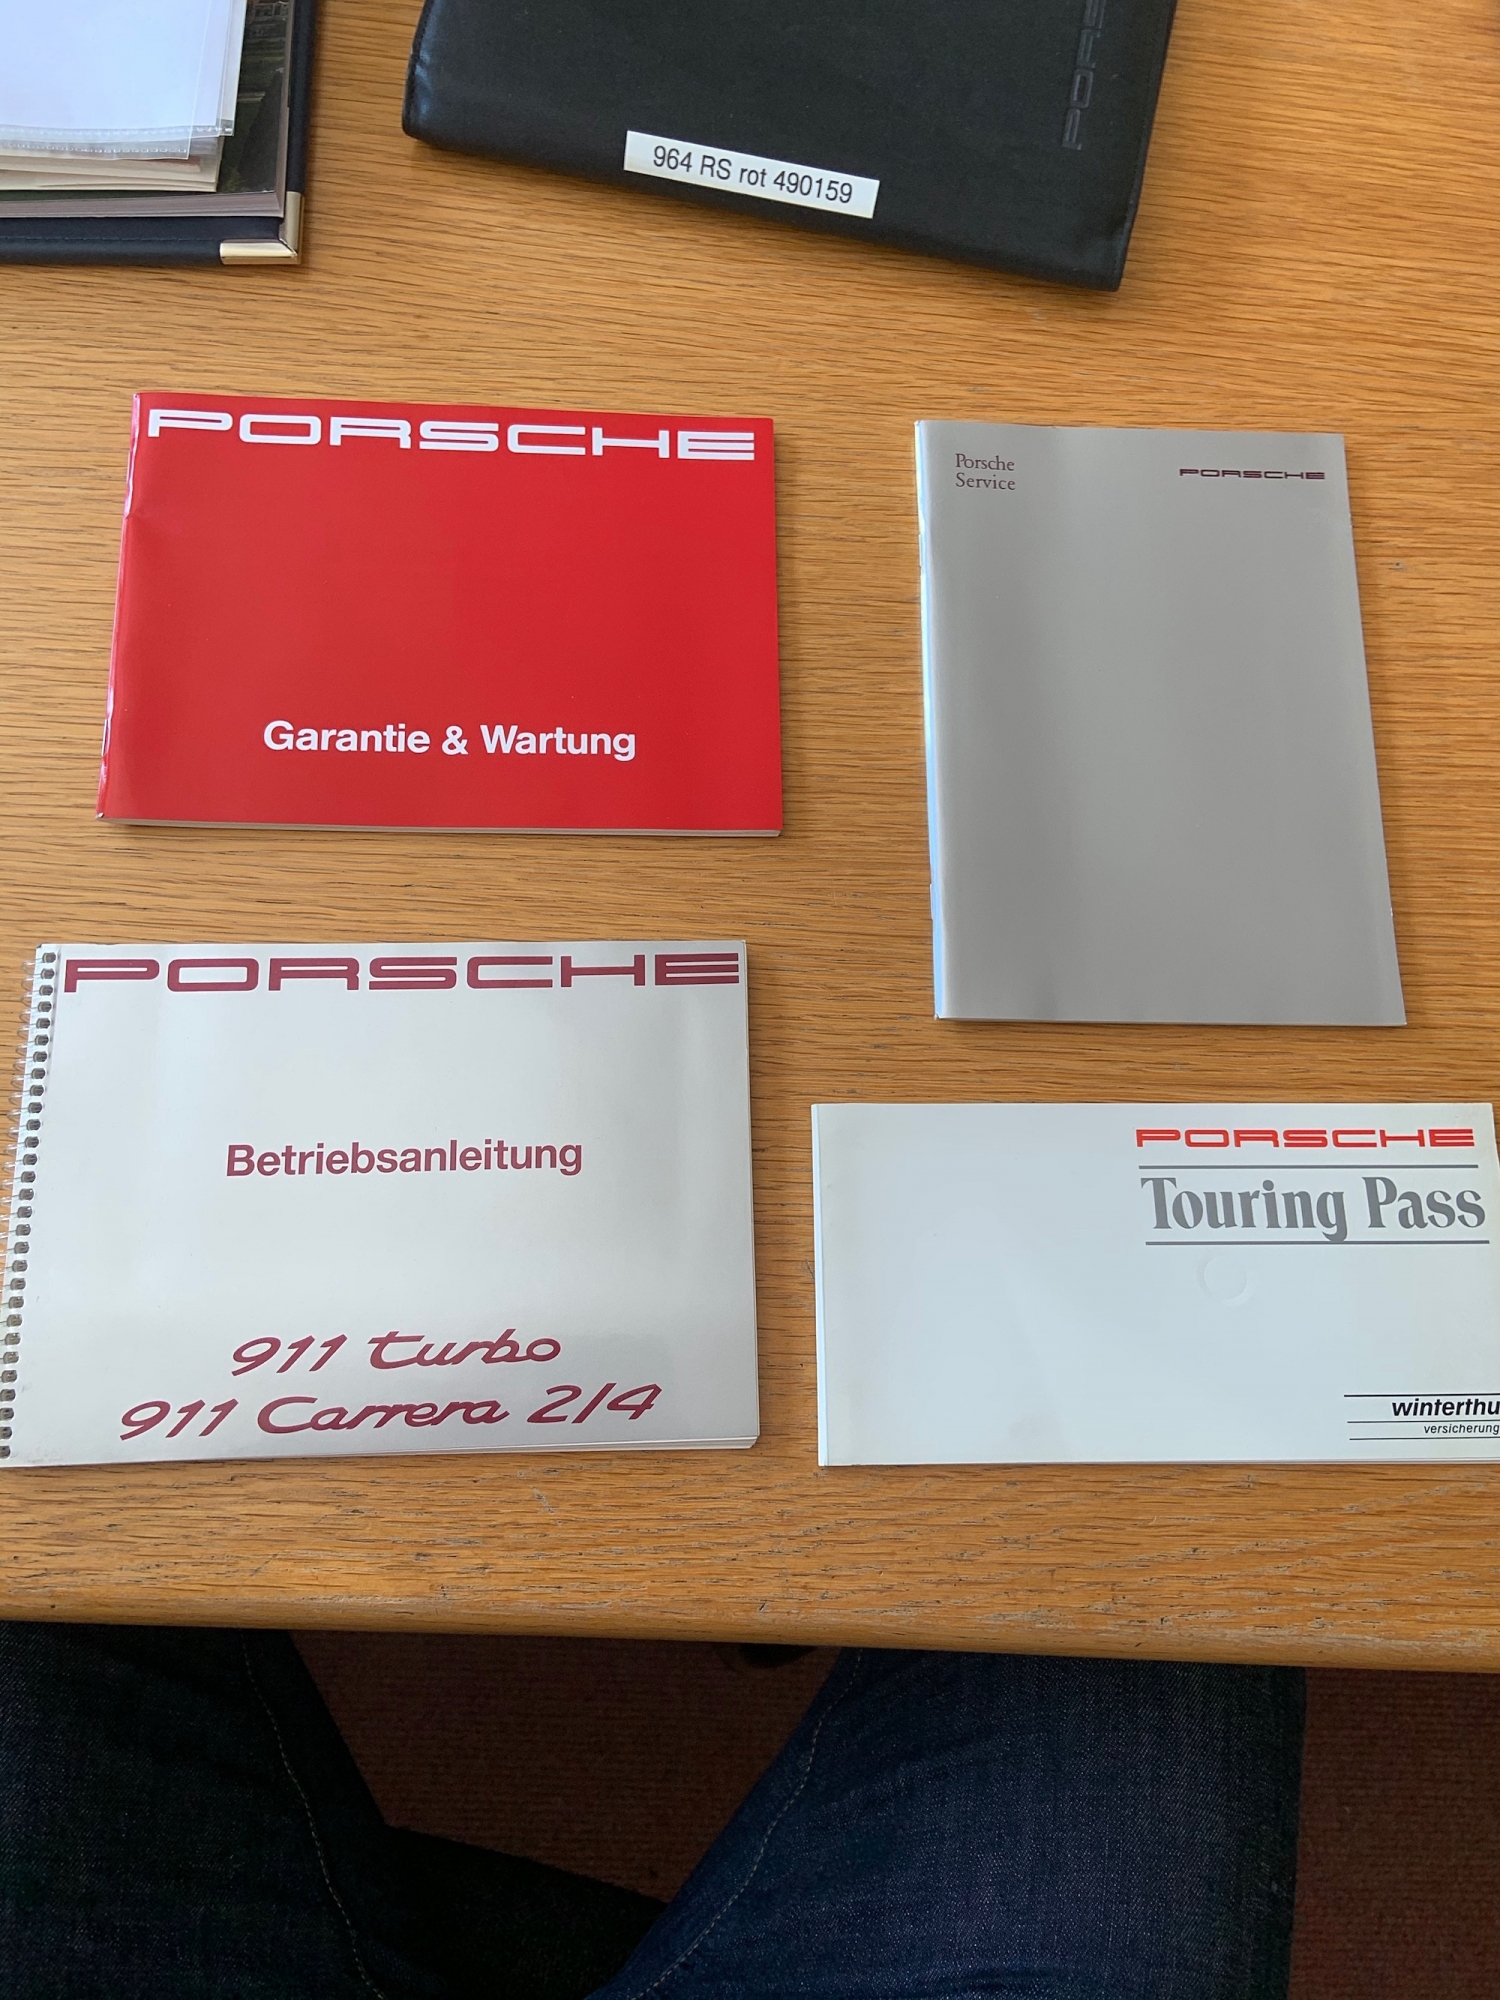 PORS
964 RS rot 490159
PORSCHE
Garantie & Wartung
Porsche
Service
PORSCHE
PORSCHE
Betriebsanleitung
911 turbo
911 Carrera 2/4
PORSCHE
Touring Pass
winterthu
versicherung